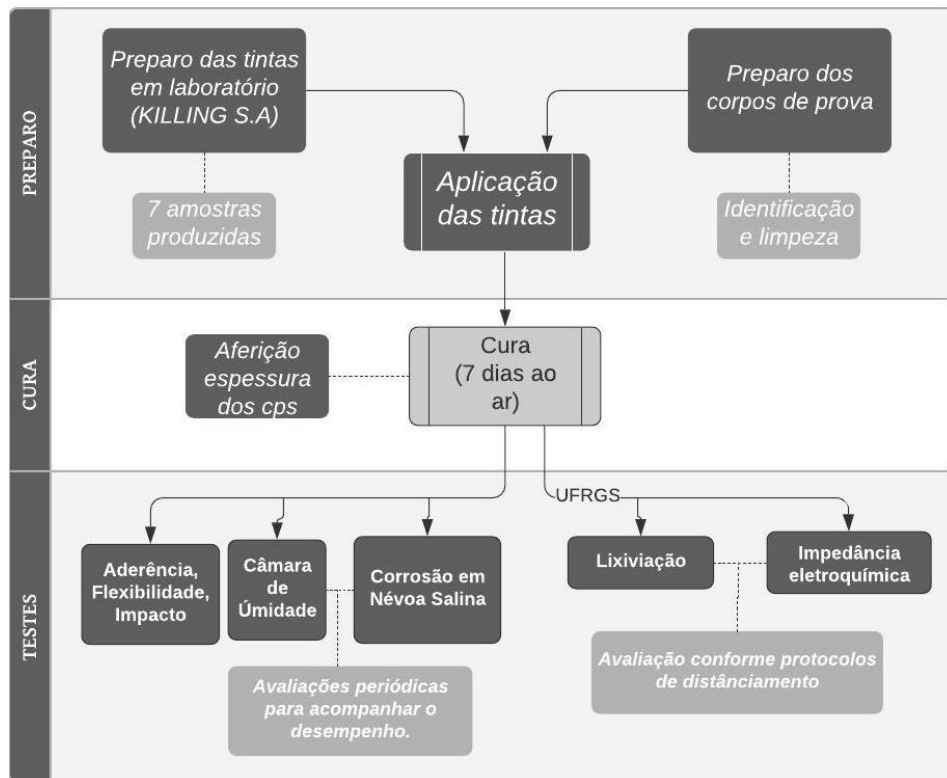 PREPARO
Preparo das tintas
em laboratório
(KILLING S.A)
Preparo dos
corpos de prova
Aplicação
das tintas
7 amostras
produzidas
Identificação
e limpeza
CURA
Aferição
espessura
dos cps
Cura
(7 dias ao
ar)
TESTES
UFRGS
Aderência,
Flexibilidade,
Impacto
Câmara
de
Úmidade
Corrosão em
Névoa Salina
Lixiviação
Impedância
eletroquímica
Avaliações periódicas
para acompanhar o
desempenho.
Avaliação conforme protocolos
de distânciamento